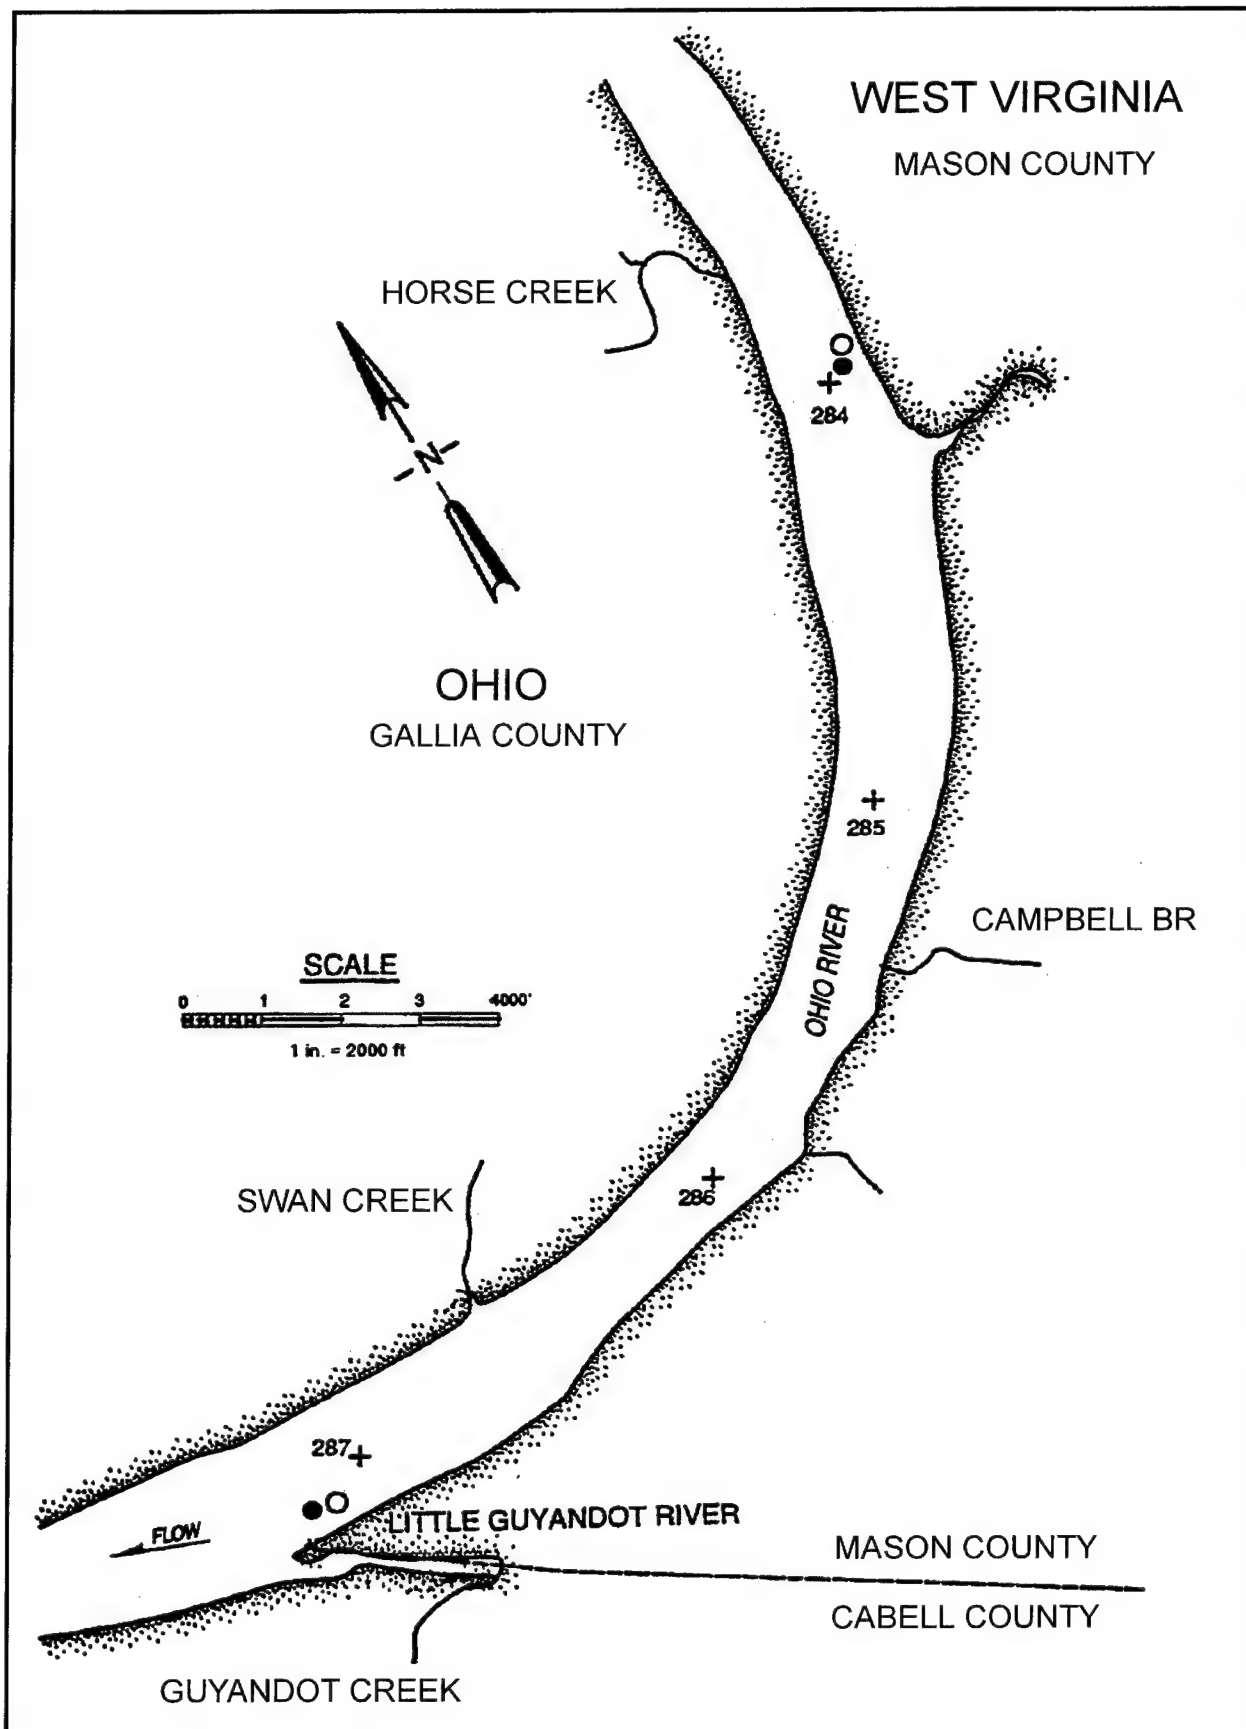 WEST VIRGINIA
MASON COUNTY
HORSE CREEK
284
N
OHIO
GALLIA COUNTY
285
CAMPBELL BR
OHIO RIVER
SCALE
0 1 2 3 4000'
1 in. = 2000 ft
SWAN CREEK
286
287
LITTLE GUYANDOT RIVER
FLOW
MASON COUNTY
CABELL COUNTY
GUYANDOT CREEK